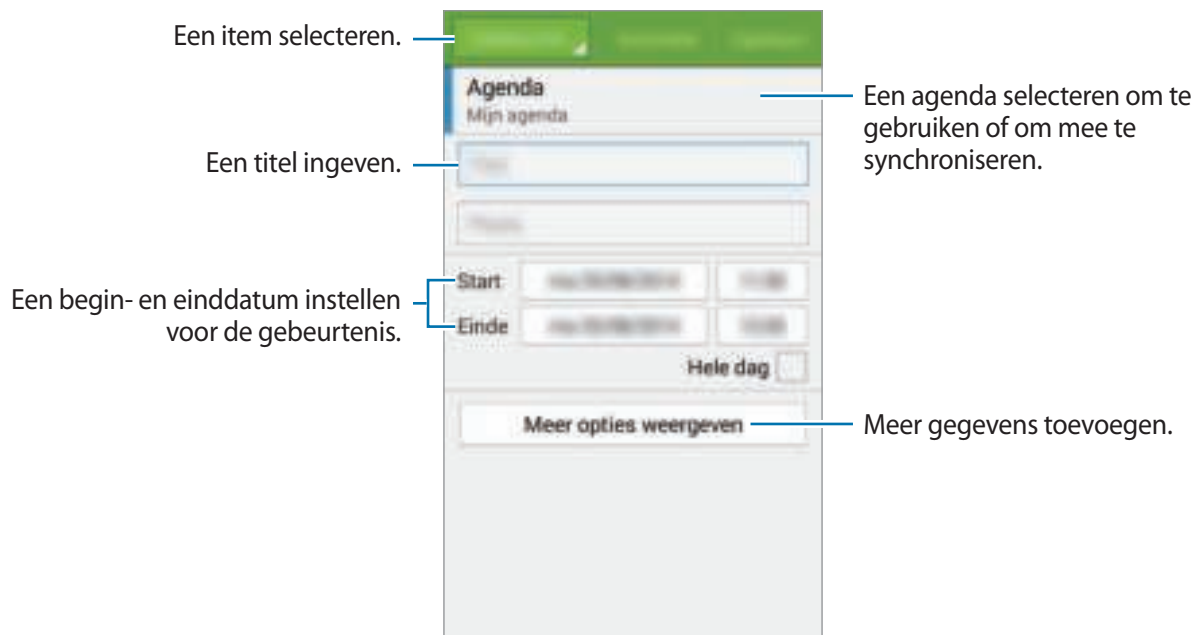 Een item selecteren.
Agenda
Mijn agenda
Een agenda selecteren om te
gebruiken of om mee te
synchroniseren.
Een titel ingeven.
Start
Een begin- en einddatum instellen
voor de gebeurtenis.
Einde
Hele dag
Meer opties weergeven
Meer gegevens toevoegen.